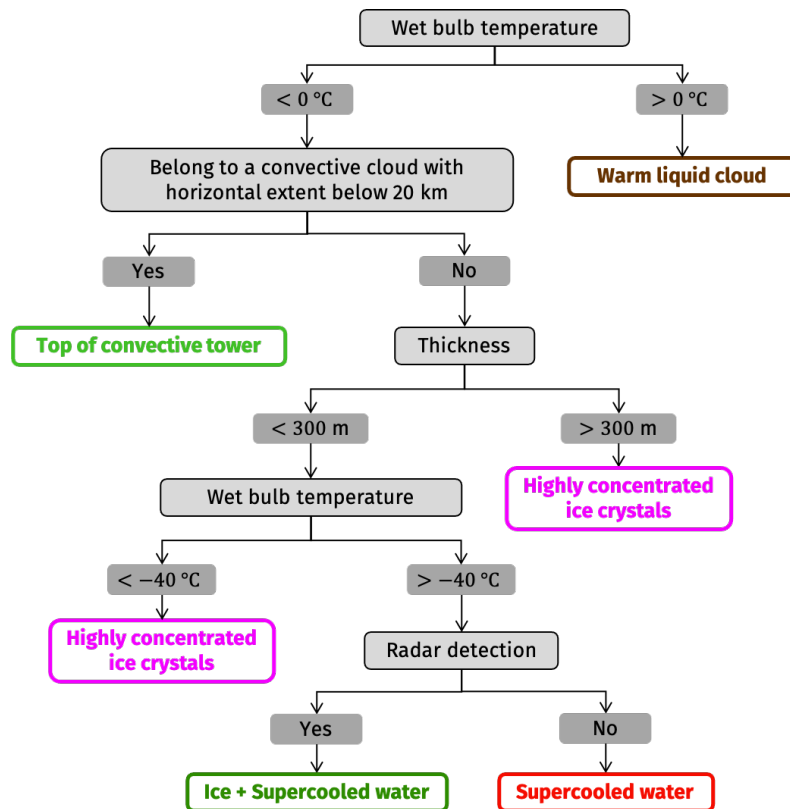 Wet bulb temperature
< 0 °C
> 0 °C
Belong to a convective cloud with
horizontal extent below 20 km
Warm liquid cloud
Yes
No
Top of convective tower
Thickness
< 300 m
> 300 m
Wet bulb temperature
Highly concentrated
ice crystals
< −40 °C
> −40 °C
Highly concentrated
ice crystals
Radar detection
Yes
No
Ice + Supercooled water
Supercooled water